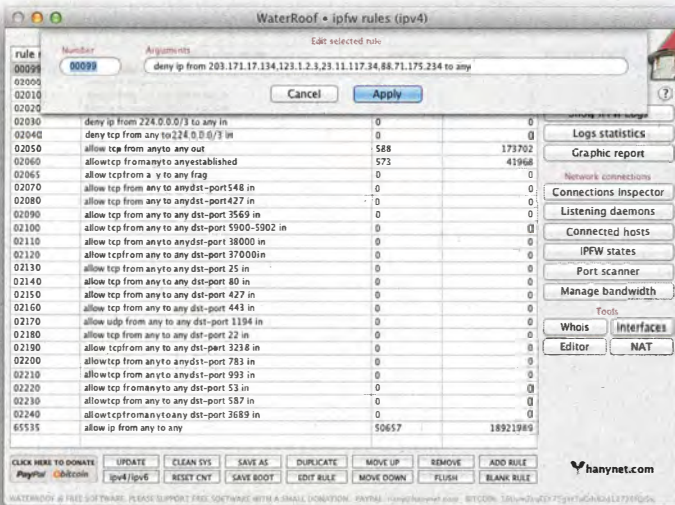 WaterRoof • ipfw rules (ipv4)
Edit selected rule
Number Arguments
00099 deny ip from 203.171.17.134,123.1.2.3,23.11.117.34,88.71.175.234 to any
Cancel Apply
rule
00099
02000
02010
02020
02030 deny ip from 224.0.0.0/3 to any in 0 0
02040 deny tcp from any to 224.0.0.0/3 in 0 0
02050 allow tcp from any to any out 588 173702
02060 allow tcp from any to any established 573 41968
02065 allow tcp from a y to any frag 0 0
02070 allow tcp from any to any dst-port 548 in 0 0
02080 allow tcp from any to any dst-port 427 in 0 0
02090 allow tcp from any to any dst-port 3569 in 0 0
02100 allow tcp from any to any dst-port 5900-5902 in 0 0
02110 allow tcp from any to any dst-port 38000 in 0 0
02120 allow tcp from any to any dst-port 37000 in 0 0
02130 allow tcp from any to any dst-port 25 in 0 0
02140 allow tcp from any to any dst-port 80 in 0 0
02150 allow tcp from any to any dst-port 427 in 0 0
02160 allow tcp from any to any dst-port 443 in 0 0
02170 allow udp from any to any dst-port 1194 in 0 0
02180 allow tcp from any to any dst-port 22 in 0 0
02190 allow tcp from any to any dst-port 3238 in 0 0
02200 allow tcp from any to any dst-port 783 in 0 0
02210 allow tcp from any to any dst-port 993 in 0 0
02220 allow tcp from any to any dst-port 53 in 0 0
02230 allow tcp from any to any dst-port 587 in 0 0
02240 allow tcp from any to any dst-port 3689 in 0 0
65535 allow ip from any to any 50657 18921989
?
Logs statistics
Graphic report
Network connections
Connections Inspector
Listening daemons
Connected hosts
IPFW states
Port scanner
Manage bandwidth
Tools
Whois Interfaces
Editor NAT
CLICK HERE TO DONATE UPDATE CLEAN SYS SAVE AS DUPLICATE MOVE UP REMOVE ADD RULE
PayPal bitcoin ipv4/ipv6 RESET CNT SAVE BOOT EDIT RULE MOVE DOWN FLUSH BLANK RULE
hanynet.com
WATERROOF IS FREE SOFTWARE. PLEASE SUPPORT FREE SOFTWARE WITH A SMALL DONATION. PAYPAL BITCOIN